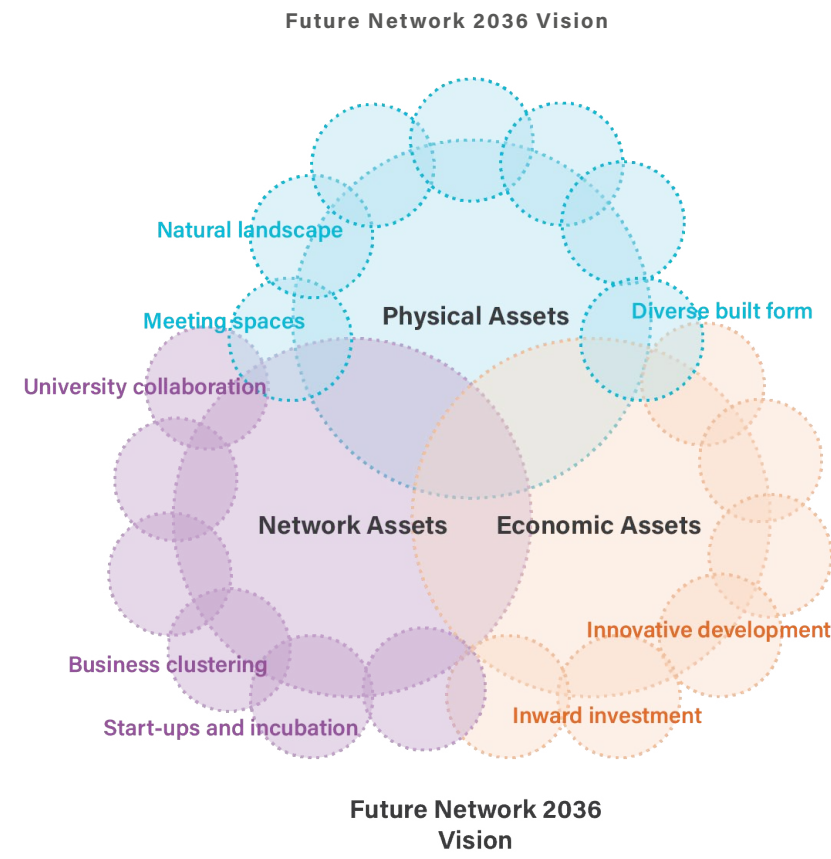 Future Network 2036 Vision
Natural landscape
Diverse built form
Physical Assets
Meeting spaces
University collaboration
Network Assets
Economic Assets
Innovative development
Business clustering
Inward investment
Start-ups and incubation
Future Network 2036
Vision